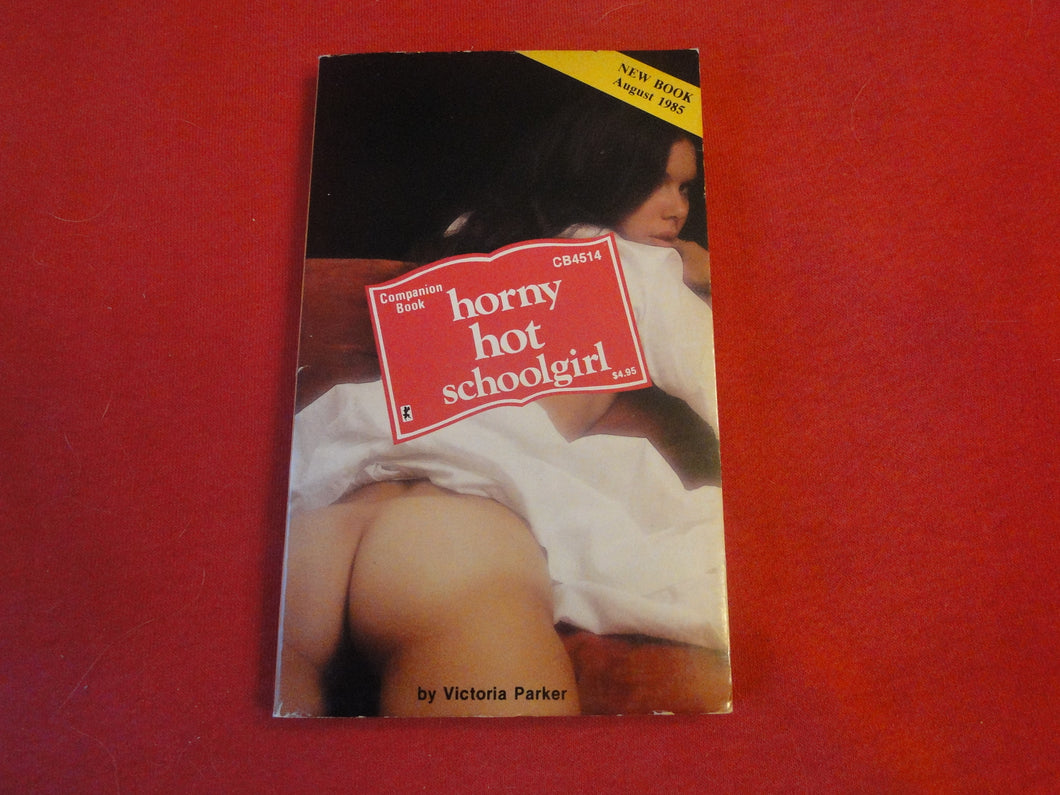 NEW BOOK
August 1985
CB4514
Companion
Book
horny
hot
schoolgirl
$4.95
by Victoria Parker